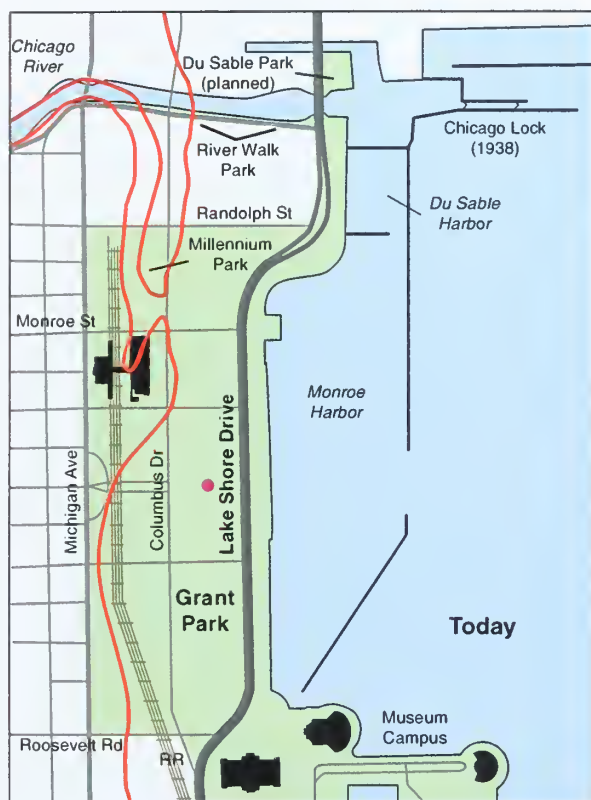 Chicago
River
Du Sable Park
(planned)
Chicago Lock
(1938)
River Walk
Park
Du Sable
Harbor
Randolph St
Millennium
Park
Monroe St
Monroe
Harbor
Michigan Ave
Columbus Dr
Lake Shore Drive
Grant
Park
Today
Museum
Campus
Roosevelt Rd
RR